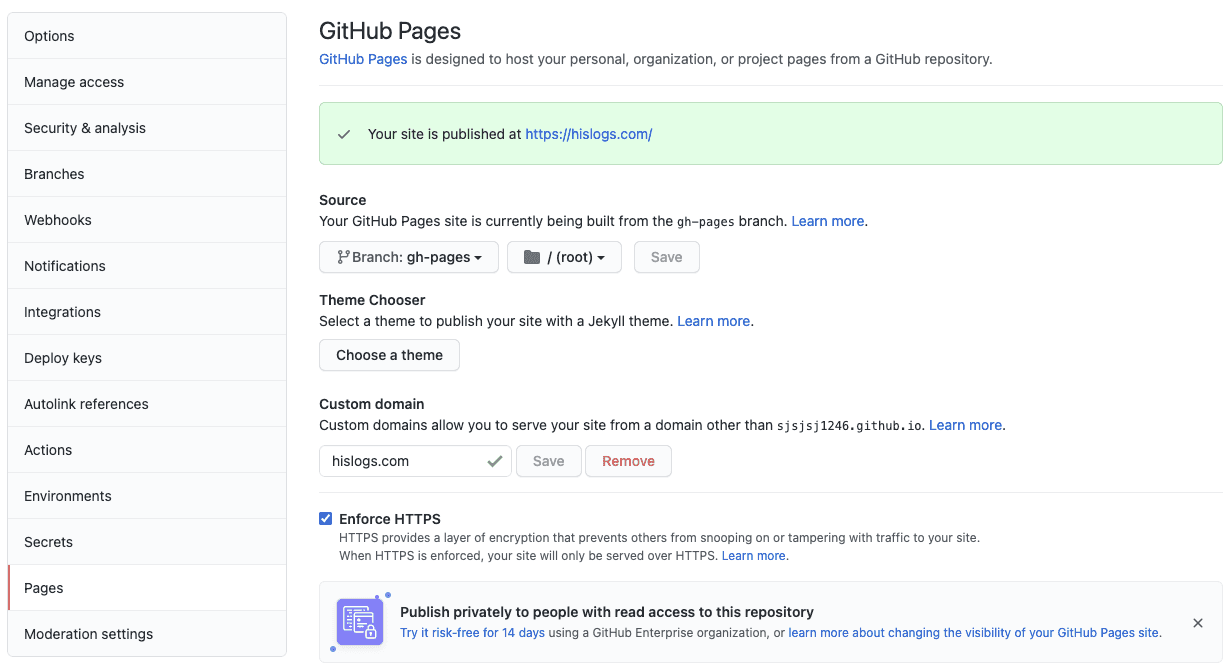 Options
Manage access
Security & analysis
Branches
Webhooks
Notifications
Integrations
Deploy keys
Autolink references
Actions
Environments
Secrets
Pages
Moderation settings
GitHub Pages
GitHub Pages is designed to host your personal, organization, or project pages from a GitHub repository.
Your site is published at https://hislogs.com/
Source
Your GitHub Pages site is currently being built from the gh-pages branch. Learn more.
Branch: gh-pages
/ (root)
Save
Theme Chooser
Select a theme to publish your site with a Jekyll theme. Learn more.
Choose a theme
Custom domain
Custom domains allow you to serve your site from a domain other than sjsjsj1246.github.io. Learn more.
hislogs.com
Save
Remove
Enforce HTTPS
HTTPS provides a layer of encryption that prevents others from snooping on or tampering with traffic to your site.
When HTTPS is enforced, your site will only be served over HTTPS. Learn more.
Publish privately to people with read access to this repository
Try it risk-free for 14 days using a GitHub Enterprise organization, or learn more about changing the visibility of your GitHub Pages site.